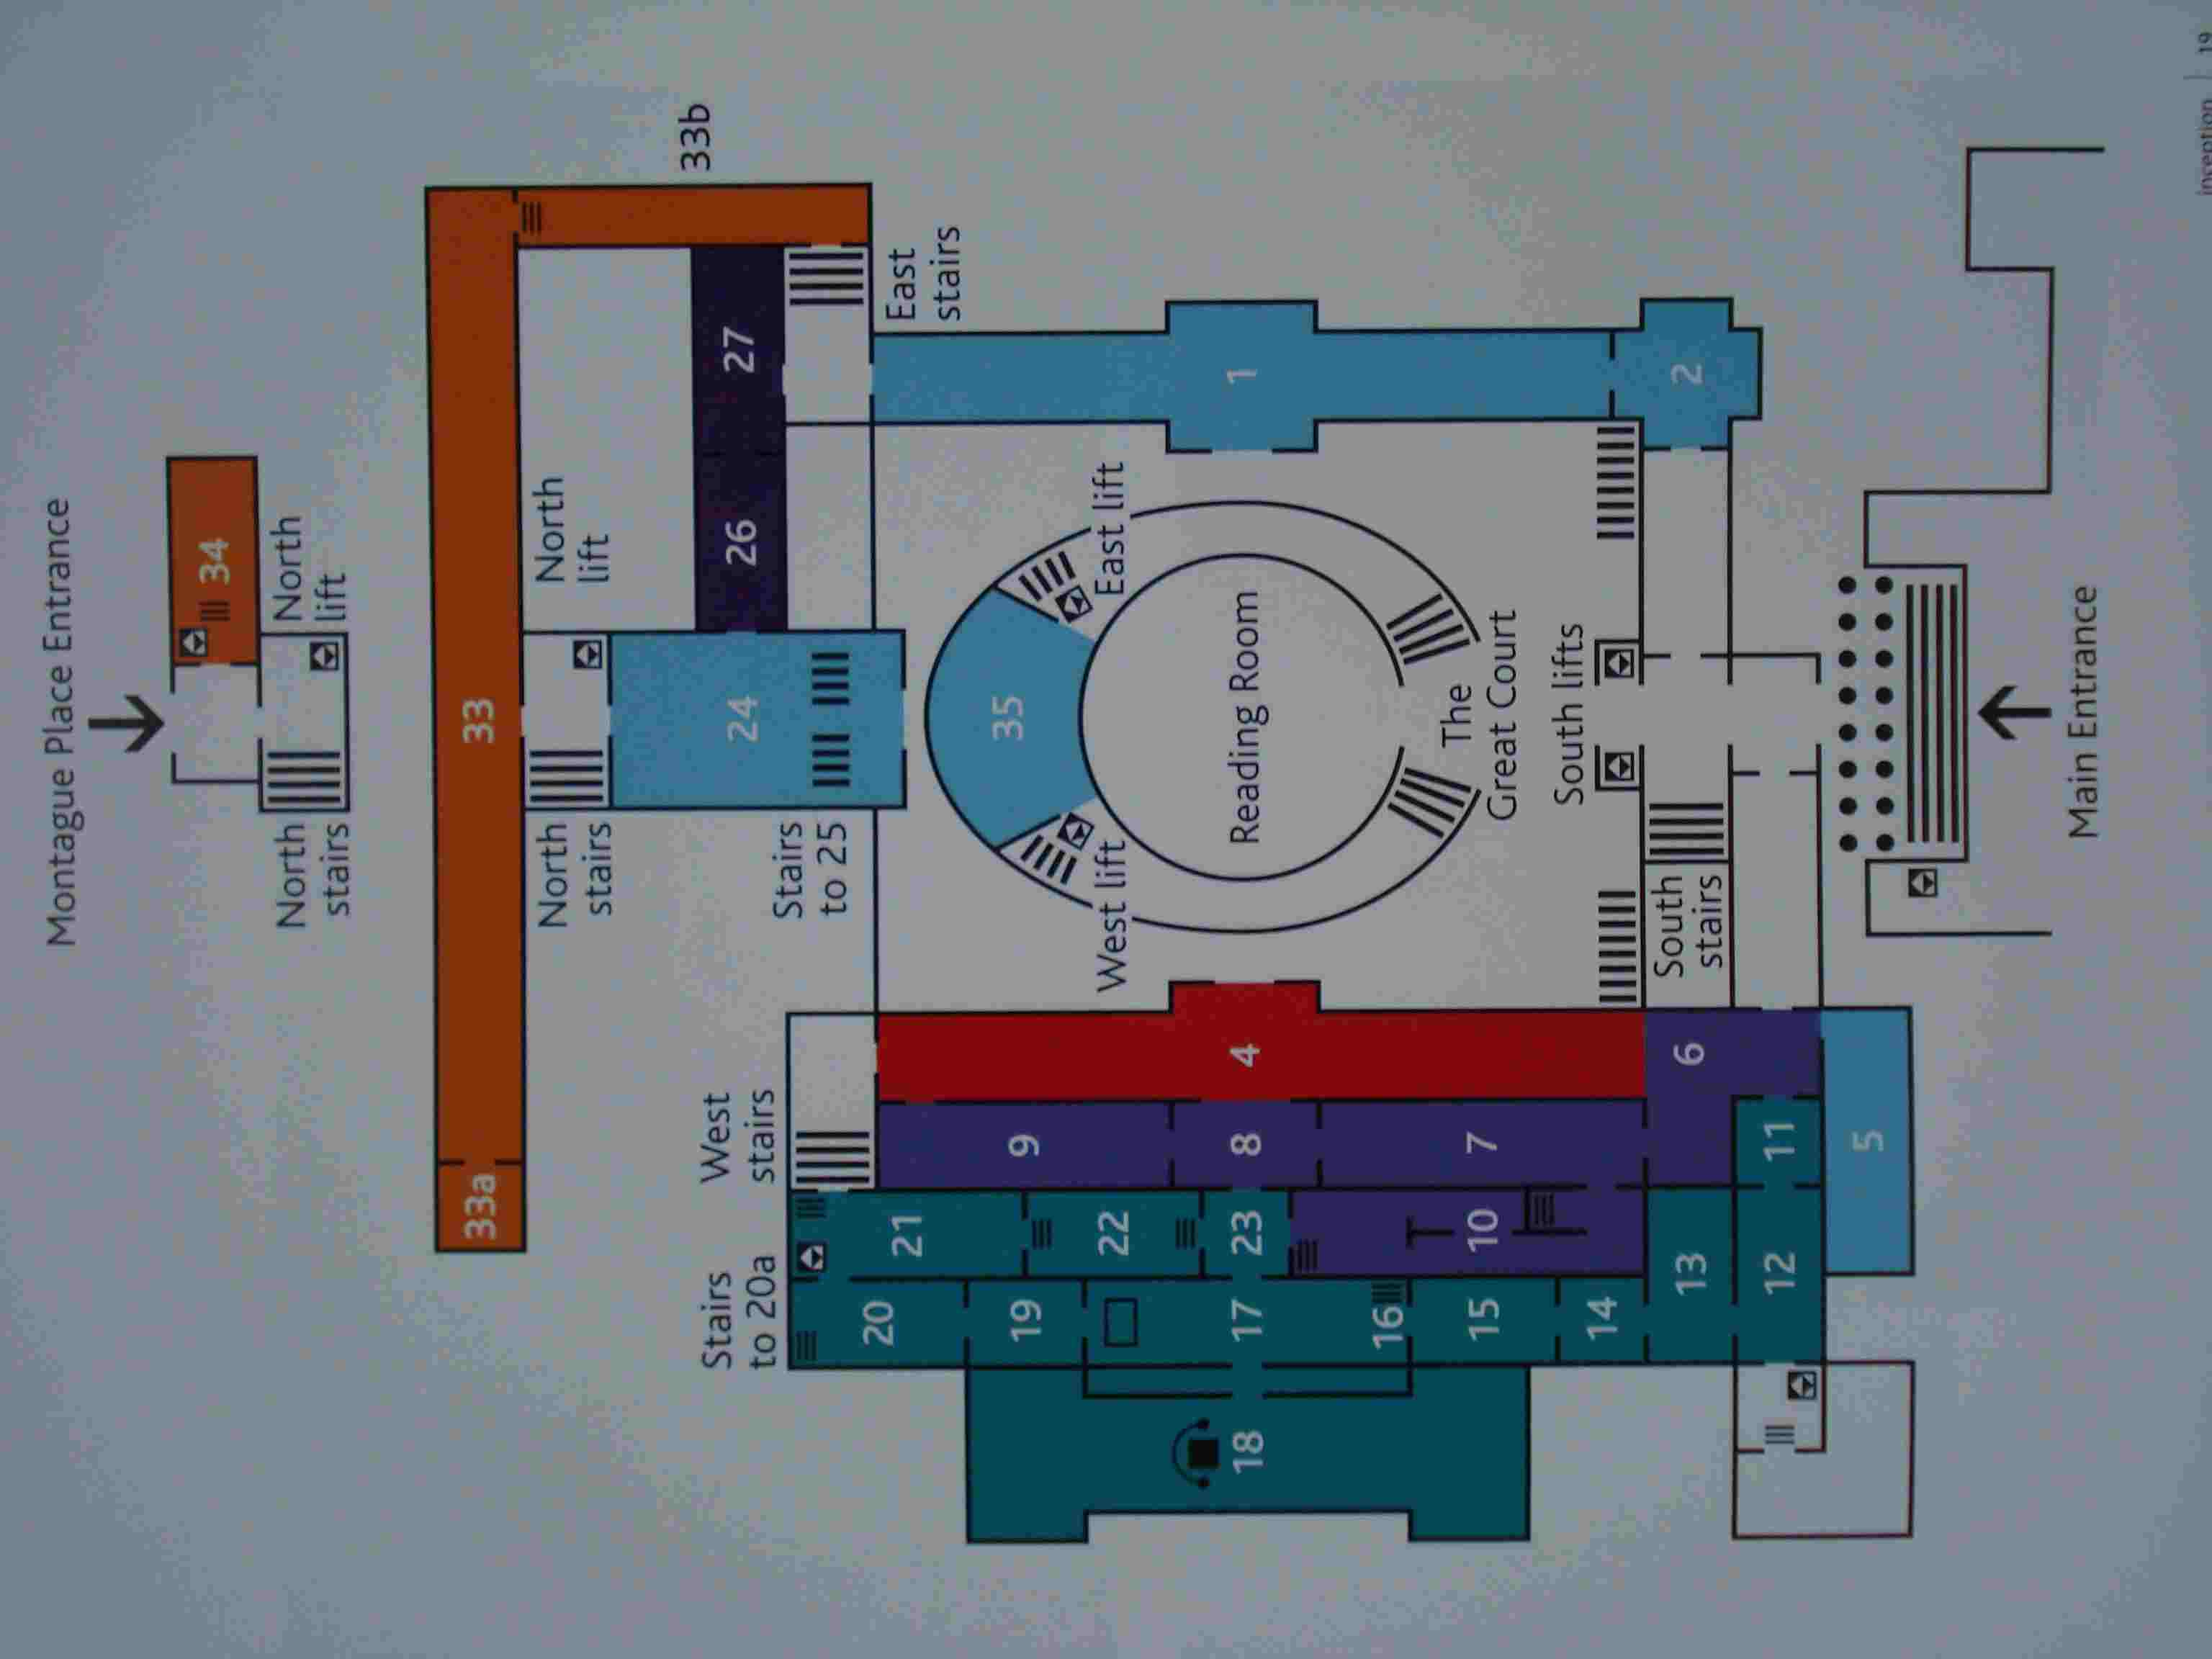 Montague Place Entrance
34
North
lift
North
stairs
33b
33
33a
North
lift
North
stairs
27
26
24
Stairs
to 25
East
stairs
West
stairs
Stairs
to 20a
35
East lift
West lift
Reading Room
The
Great Court
South lifts
South
stairs
1
2
4
5
6
7
8
9
10
11
12
13
14
15
16
17
18
19
20
21
22
23
Main Entrance
inception | 19